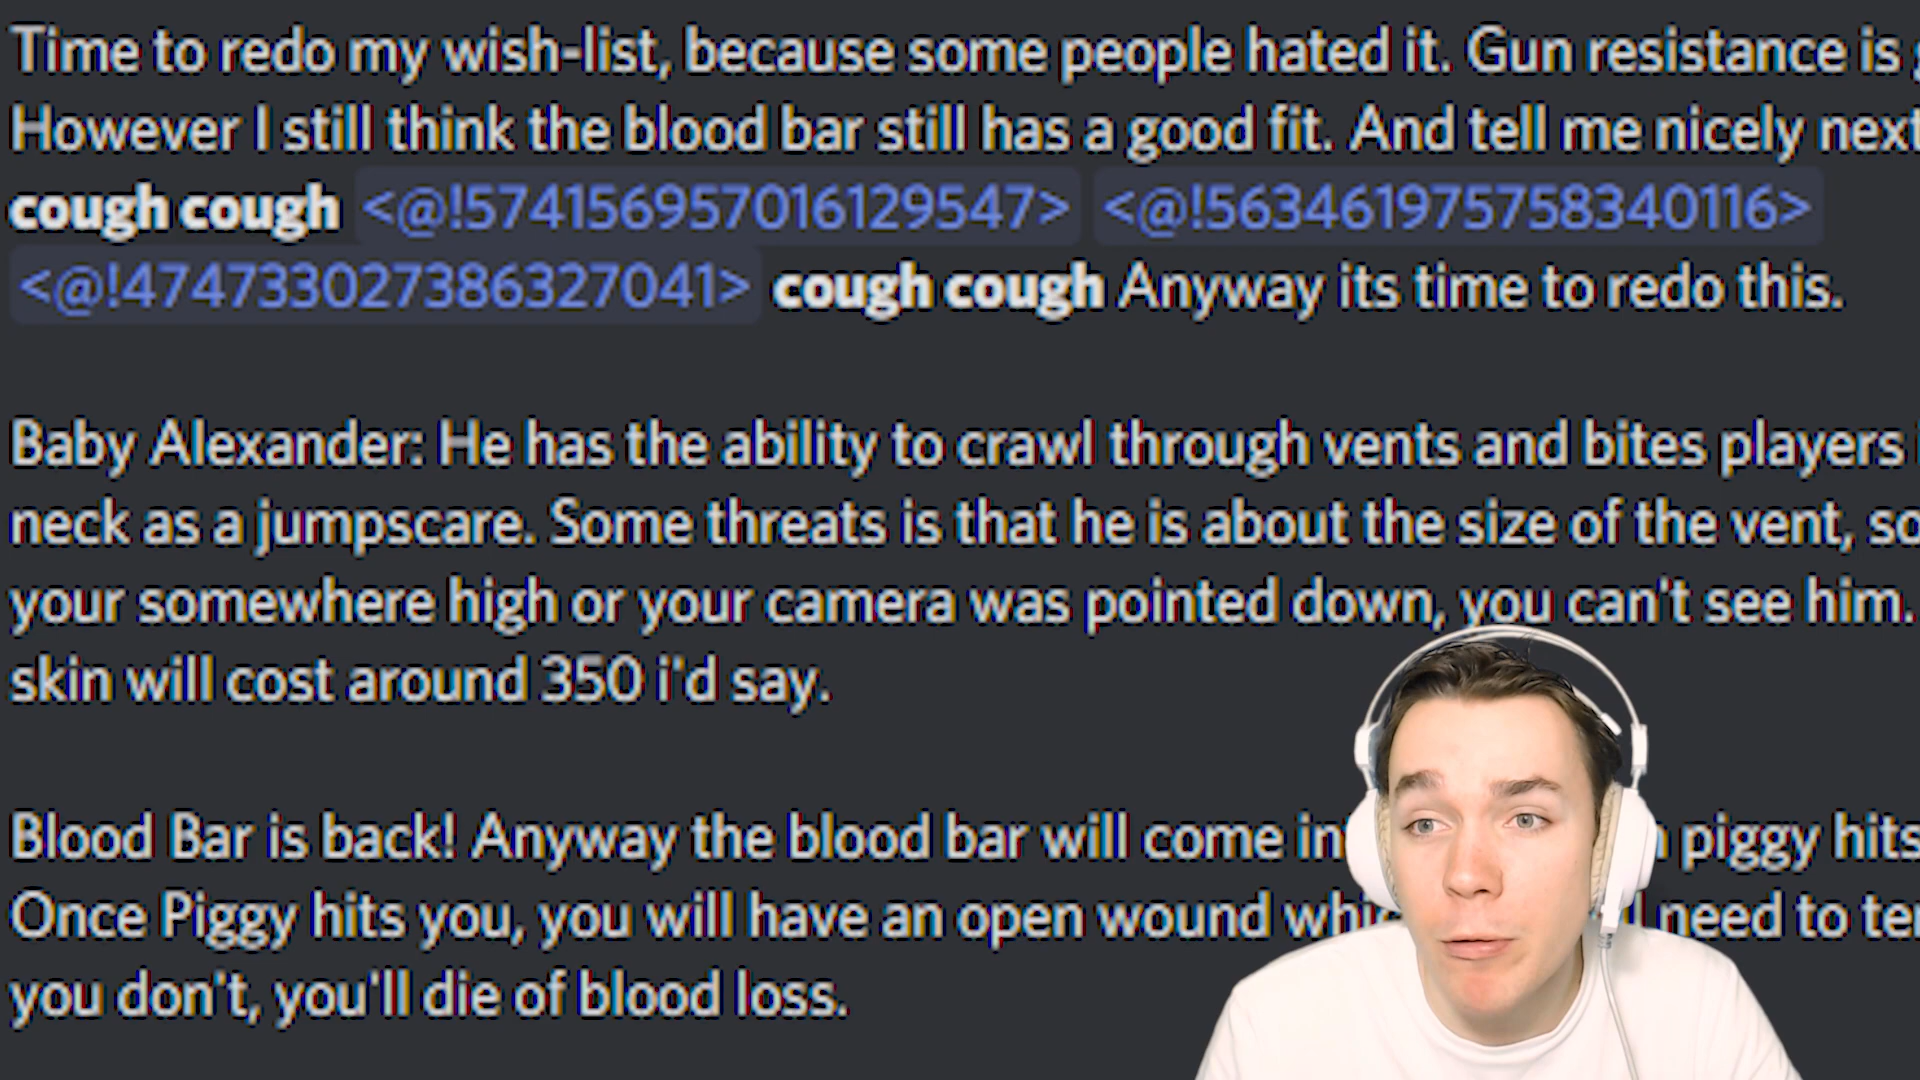 Time to redo my wish-list, because some people hated it. Gun resistance is
However I still think the blood bar still has a good fit. And tell me nicely next
cough cough <@!574156957016129547> <@!563461975758340116>
<@!474733027386327041> cough cough Anyway its time to redo this.
Baby Alexander: He has the ability to crawl through vents and bites players
neck as a jumpscare. Some threats is that he is about the size of the vent, so
your somewhere high or your camera was pointed down, you can't see him.
skin will cost around 350 i'd say.
Blood Bar is back! Anyway the blood bar will come piggy hits
Once Piggy hits you, you will have an open wound need to
you don't, you'll die of blood loss.